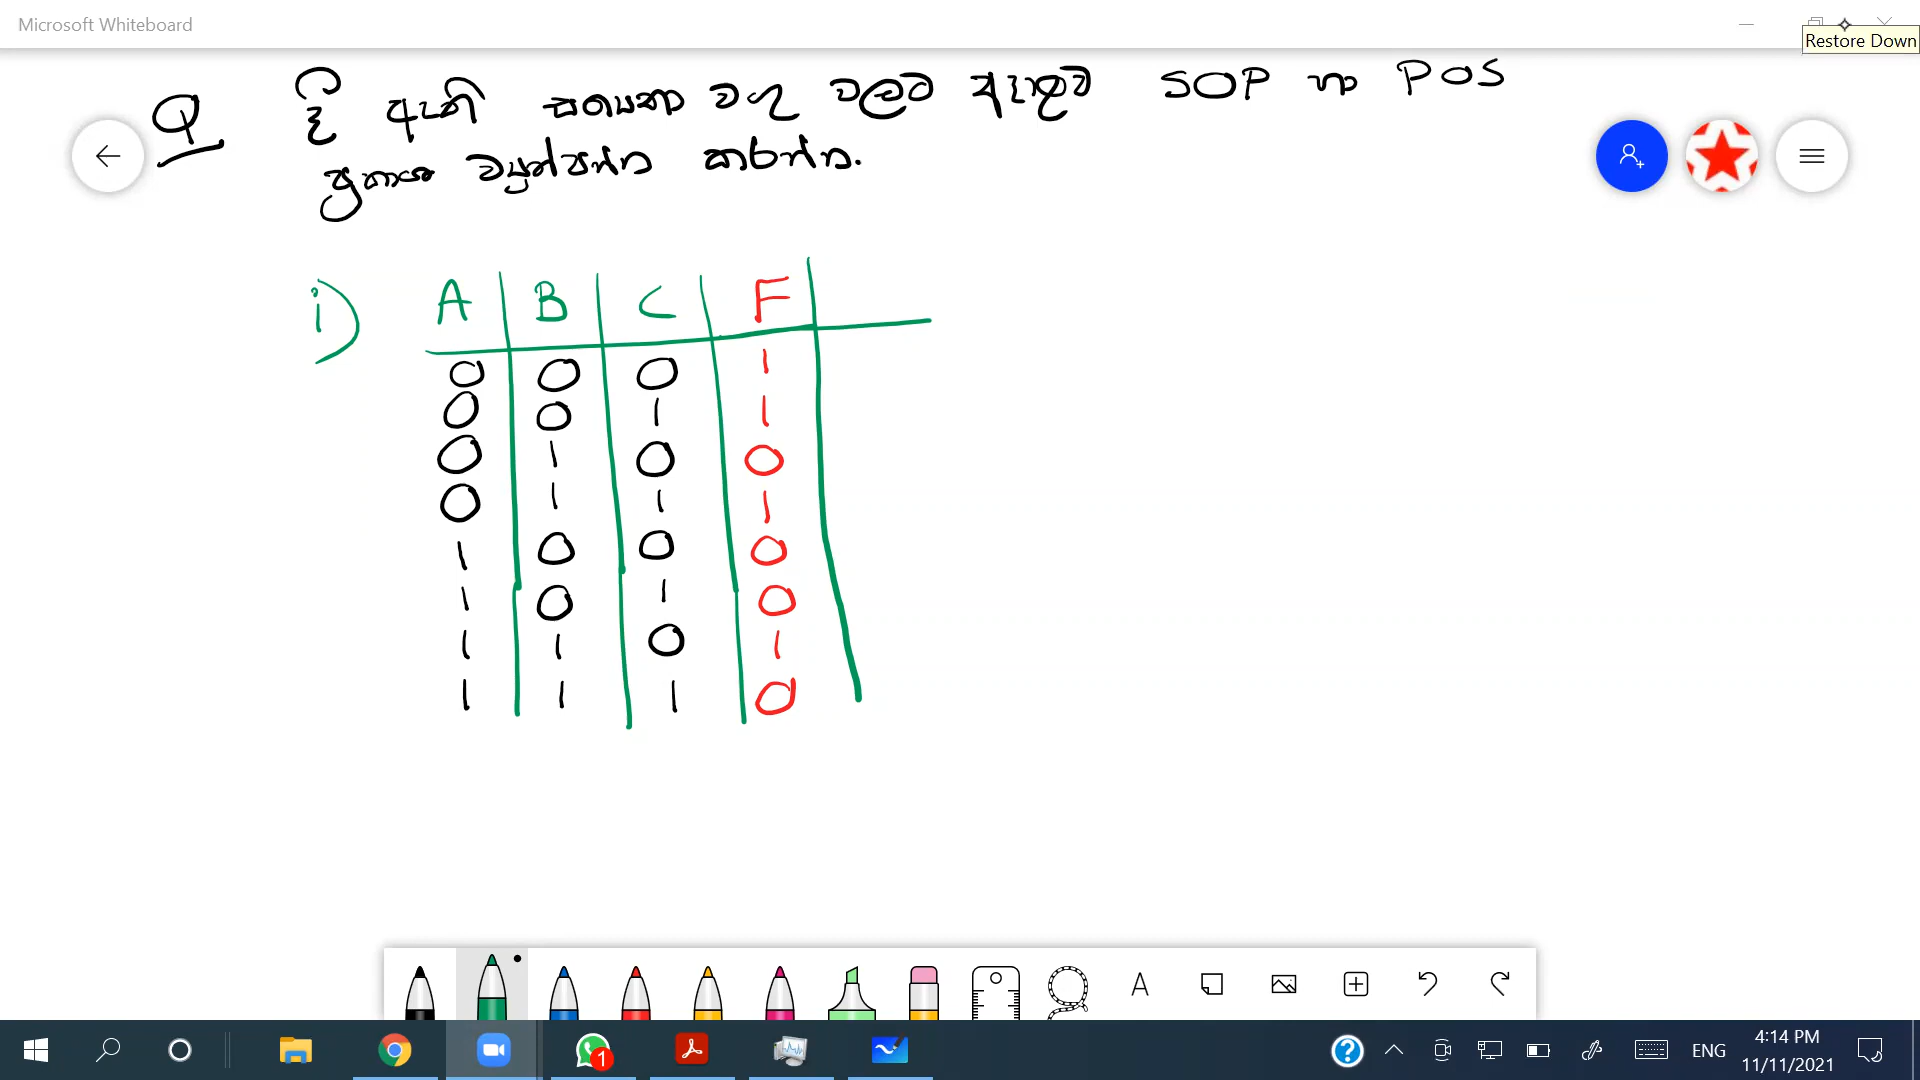 Microsoft Whiteboard
Restore Down
Q දී ඇති සත්‍යතා වගු වලට අදාළව SOP හා POS
ප්‍රකාශ ව්‍යුත්පන්න කරන්න.
i) A B C F
0 0 0 1
0 0 1 1
0 1 0 0
0 1 1 1
1 0 0 0
1 0 1 0
1 1 0 1
1 1 1 0
A
1
ENG
4:14 PM
11/11/2021